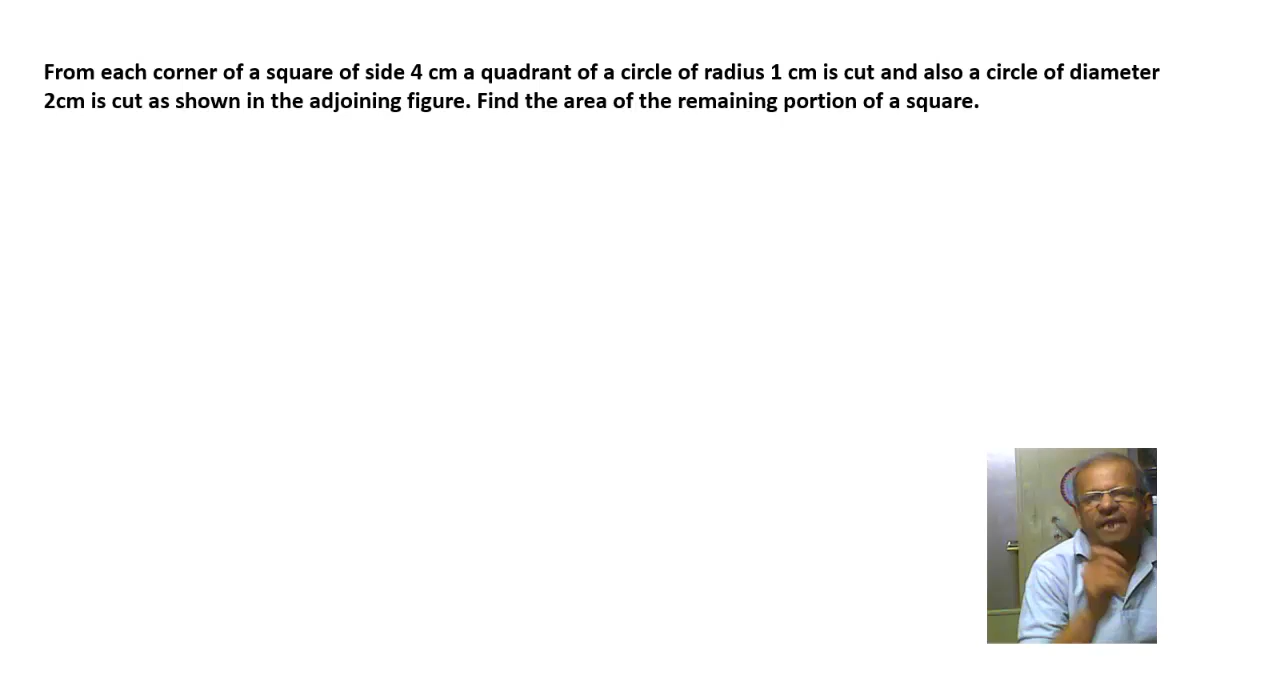 From each corner of a square of side 4 cm a quadrant of a circle of radius 1 cm is cut and also a circle of diameter
2cm is cut as shown in the adjoining figure. Find the area of the remaining portion of a square.